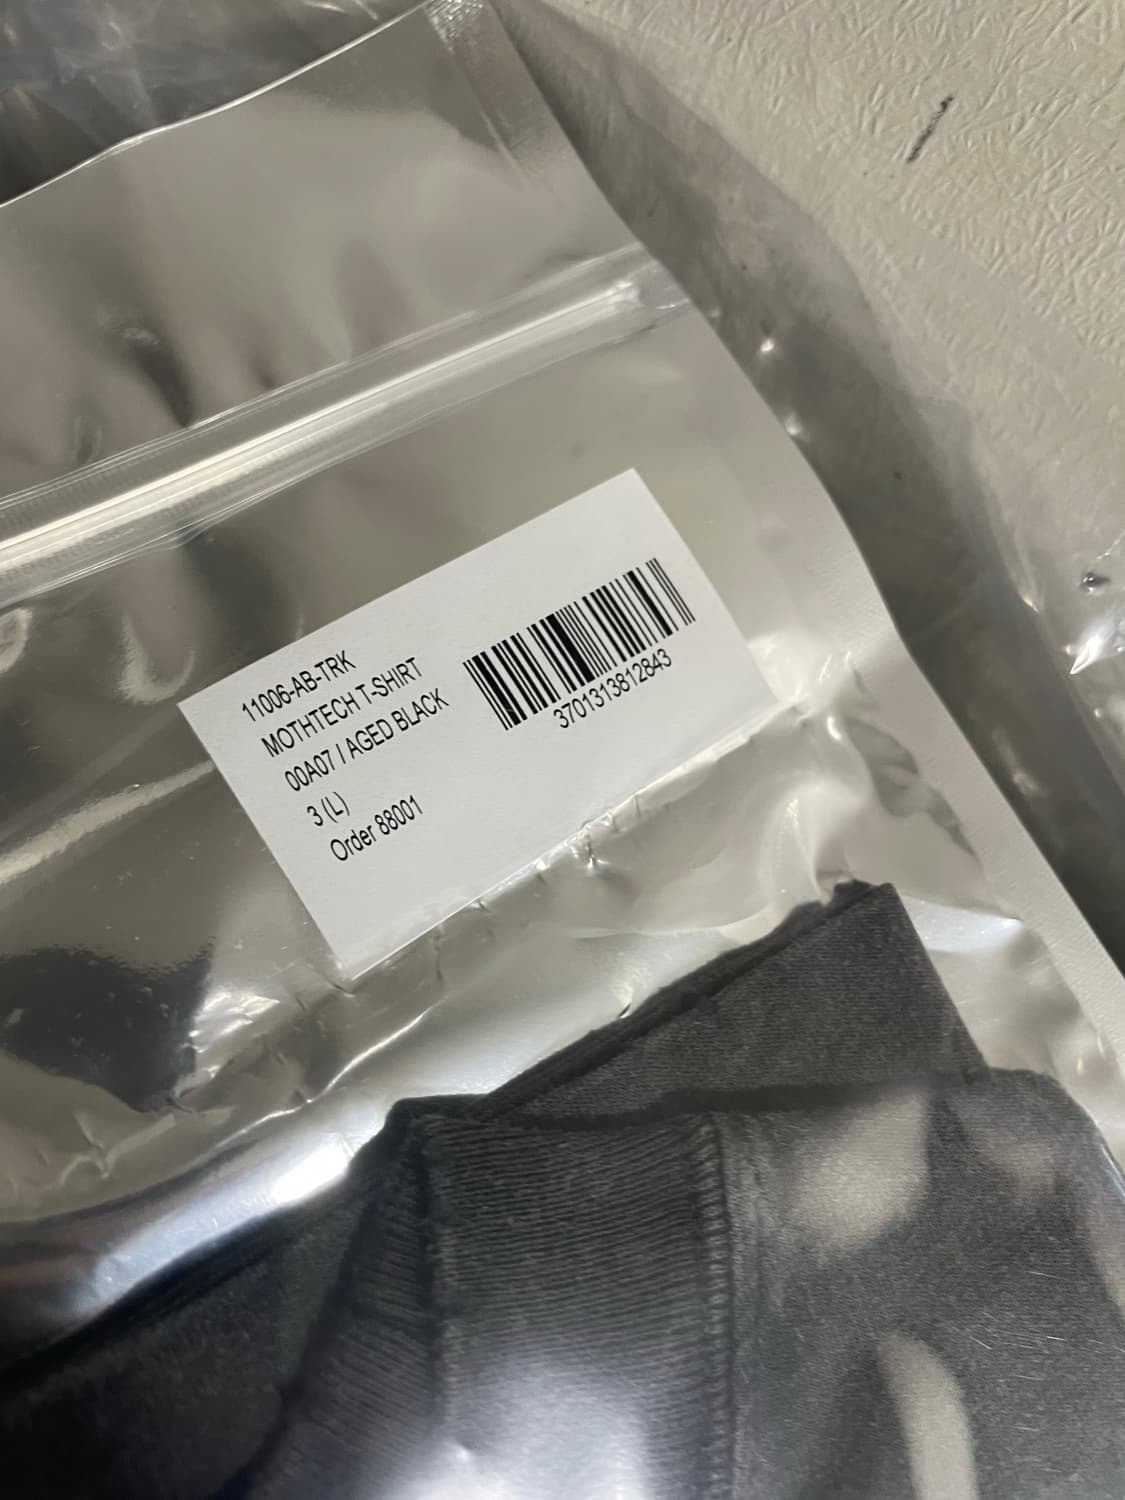 11006-AB-TRK
MOTHTECH T-SHIRT
00A07 / AGED BLACK
3 (L)
Order 88001
3701313812843